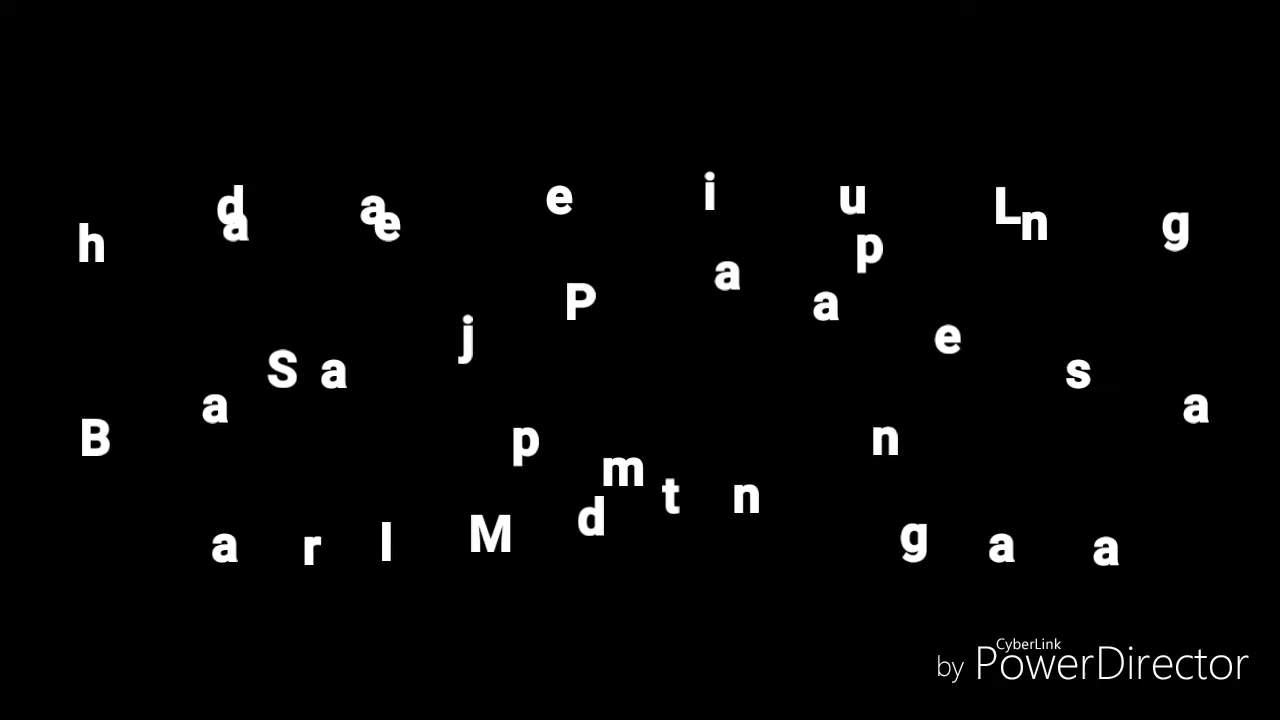 h d a a e e i u p L n g
P a a
S a j e s
B a a
p m n
a r l M d t n g a a
CyberLink
by PowerDirector